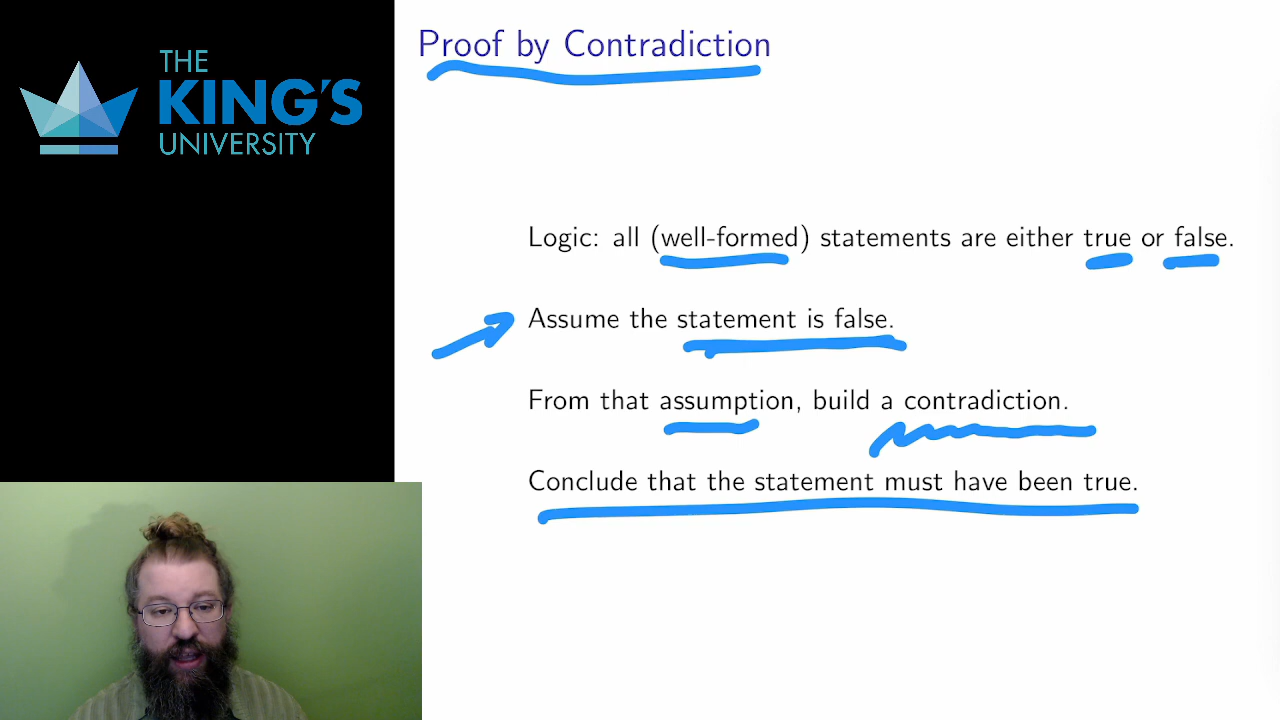 THE
KING'S
UNIVERSITY
Proof by Contradiction
Logic: all (well-formed) statements are either true or false.
Assume the statement is false.
From that assumption, build a contradiction.
Conclude that the statement must have been true.